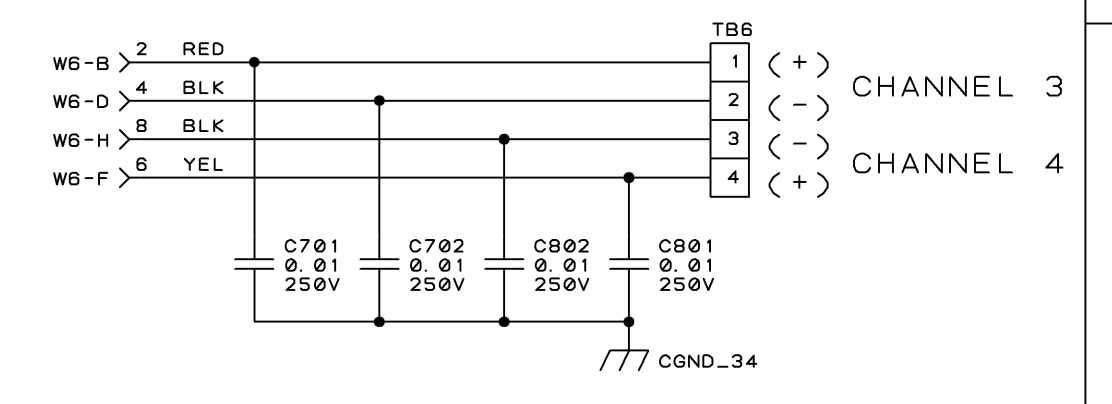 TB6
W6-B 2 RED 1 (+)
CHANNEL 3
W6-D 4 BLK 2 (-)
W6-H 8 BLK 3 (-)
CHANNEL 4
W6-F 6 YEL 4 (+)
C701 C702 C802 C801
0.01 0.01 0.01 0.01
250V 250V 250V 250V
CGND_34